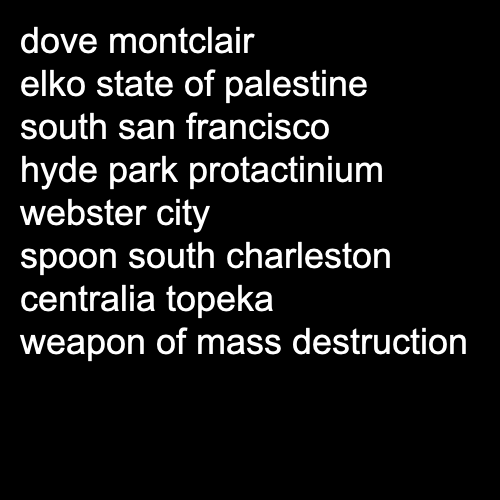 dove montclair
elko state of palestine
south san francisco
hyde park protactinium
webster city
spoon south charleston
centralia topeka
weapon of mass destruction